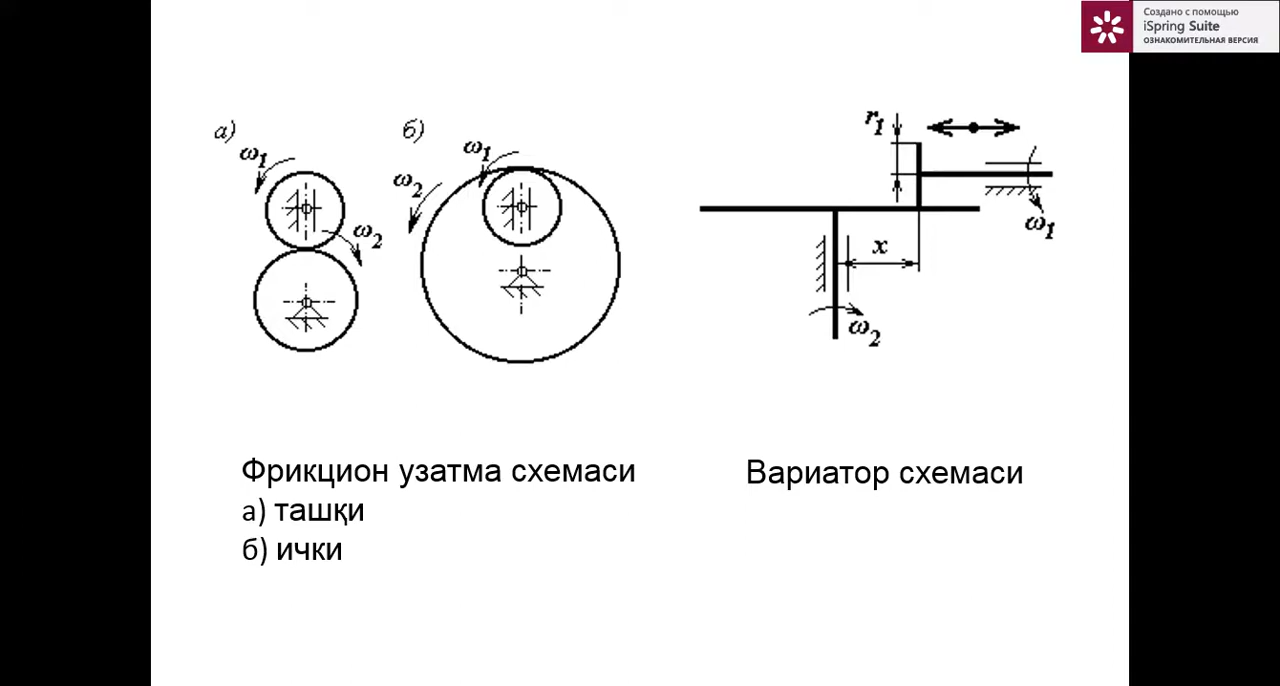 Создано с помощью
iSpring Suite
ОЗНАКОМИТЕЛЬНАЯ ВЕРСИЯ
а)
ω1
ω2
б)
ω1
ω2
r1
ω1
x
ω2
Фрикцион узатма схемаси
а) ташқи
б) ички
Вариатор схемаси